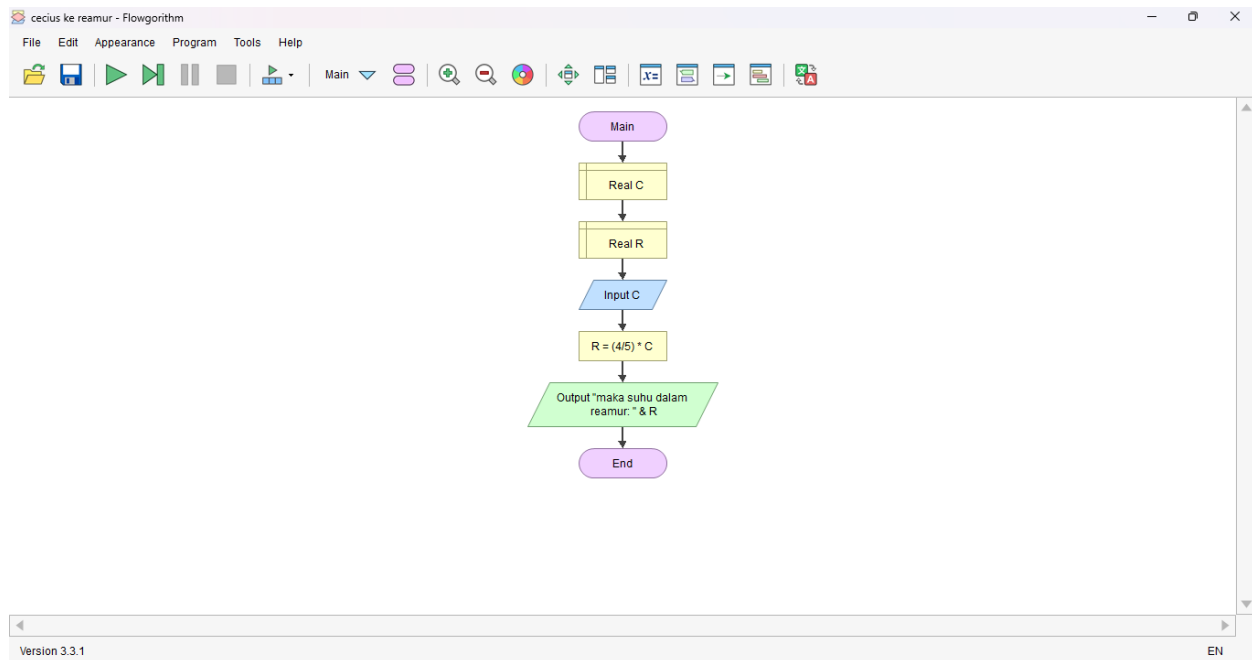 cecius ke reamur - Flowgorithm
File Edit Appearance Program Tools Help
Main
x=
Main
Real C
Real R
Input C
R = (4/5) * C
Output "maka suhu dalam
reamur: " & R
End
Version 3.3.1
EN